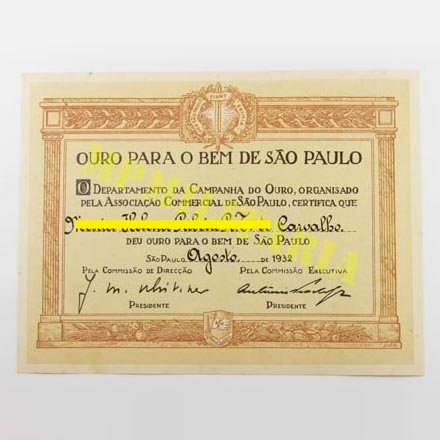 OURO PARA O BEM DE SÃO PAULO
O DEPARTAMENTO DA CAMPANHA DO OURO, ORGANISADO
PELA ASSOCIAÇÃO COMMERCIAL DE SÃO PAULO, CERTIFICA QUE
de Carvalho
DEU OURO PARA O BEM DE SÃO PAULO
SÃO PAULO, Agosto DE 1932
PELA COMMISSÃO DE DIRECÇÃO PELA COMMISSÃO EXECUTIVA
PRESIDENTE PRESIDENTE